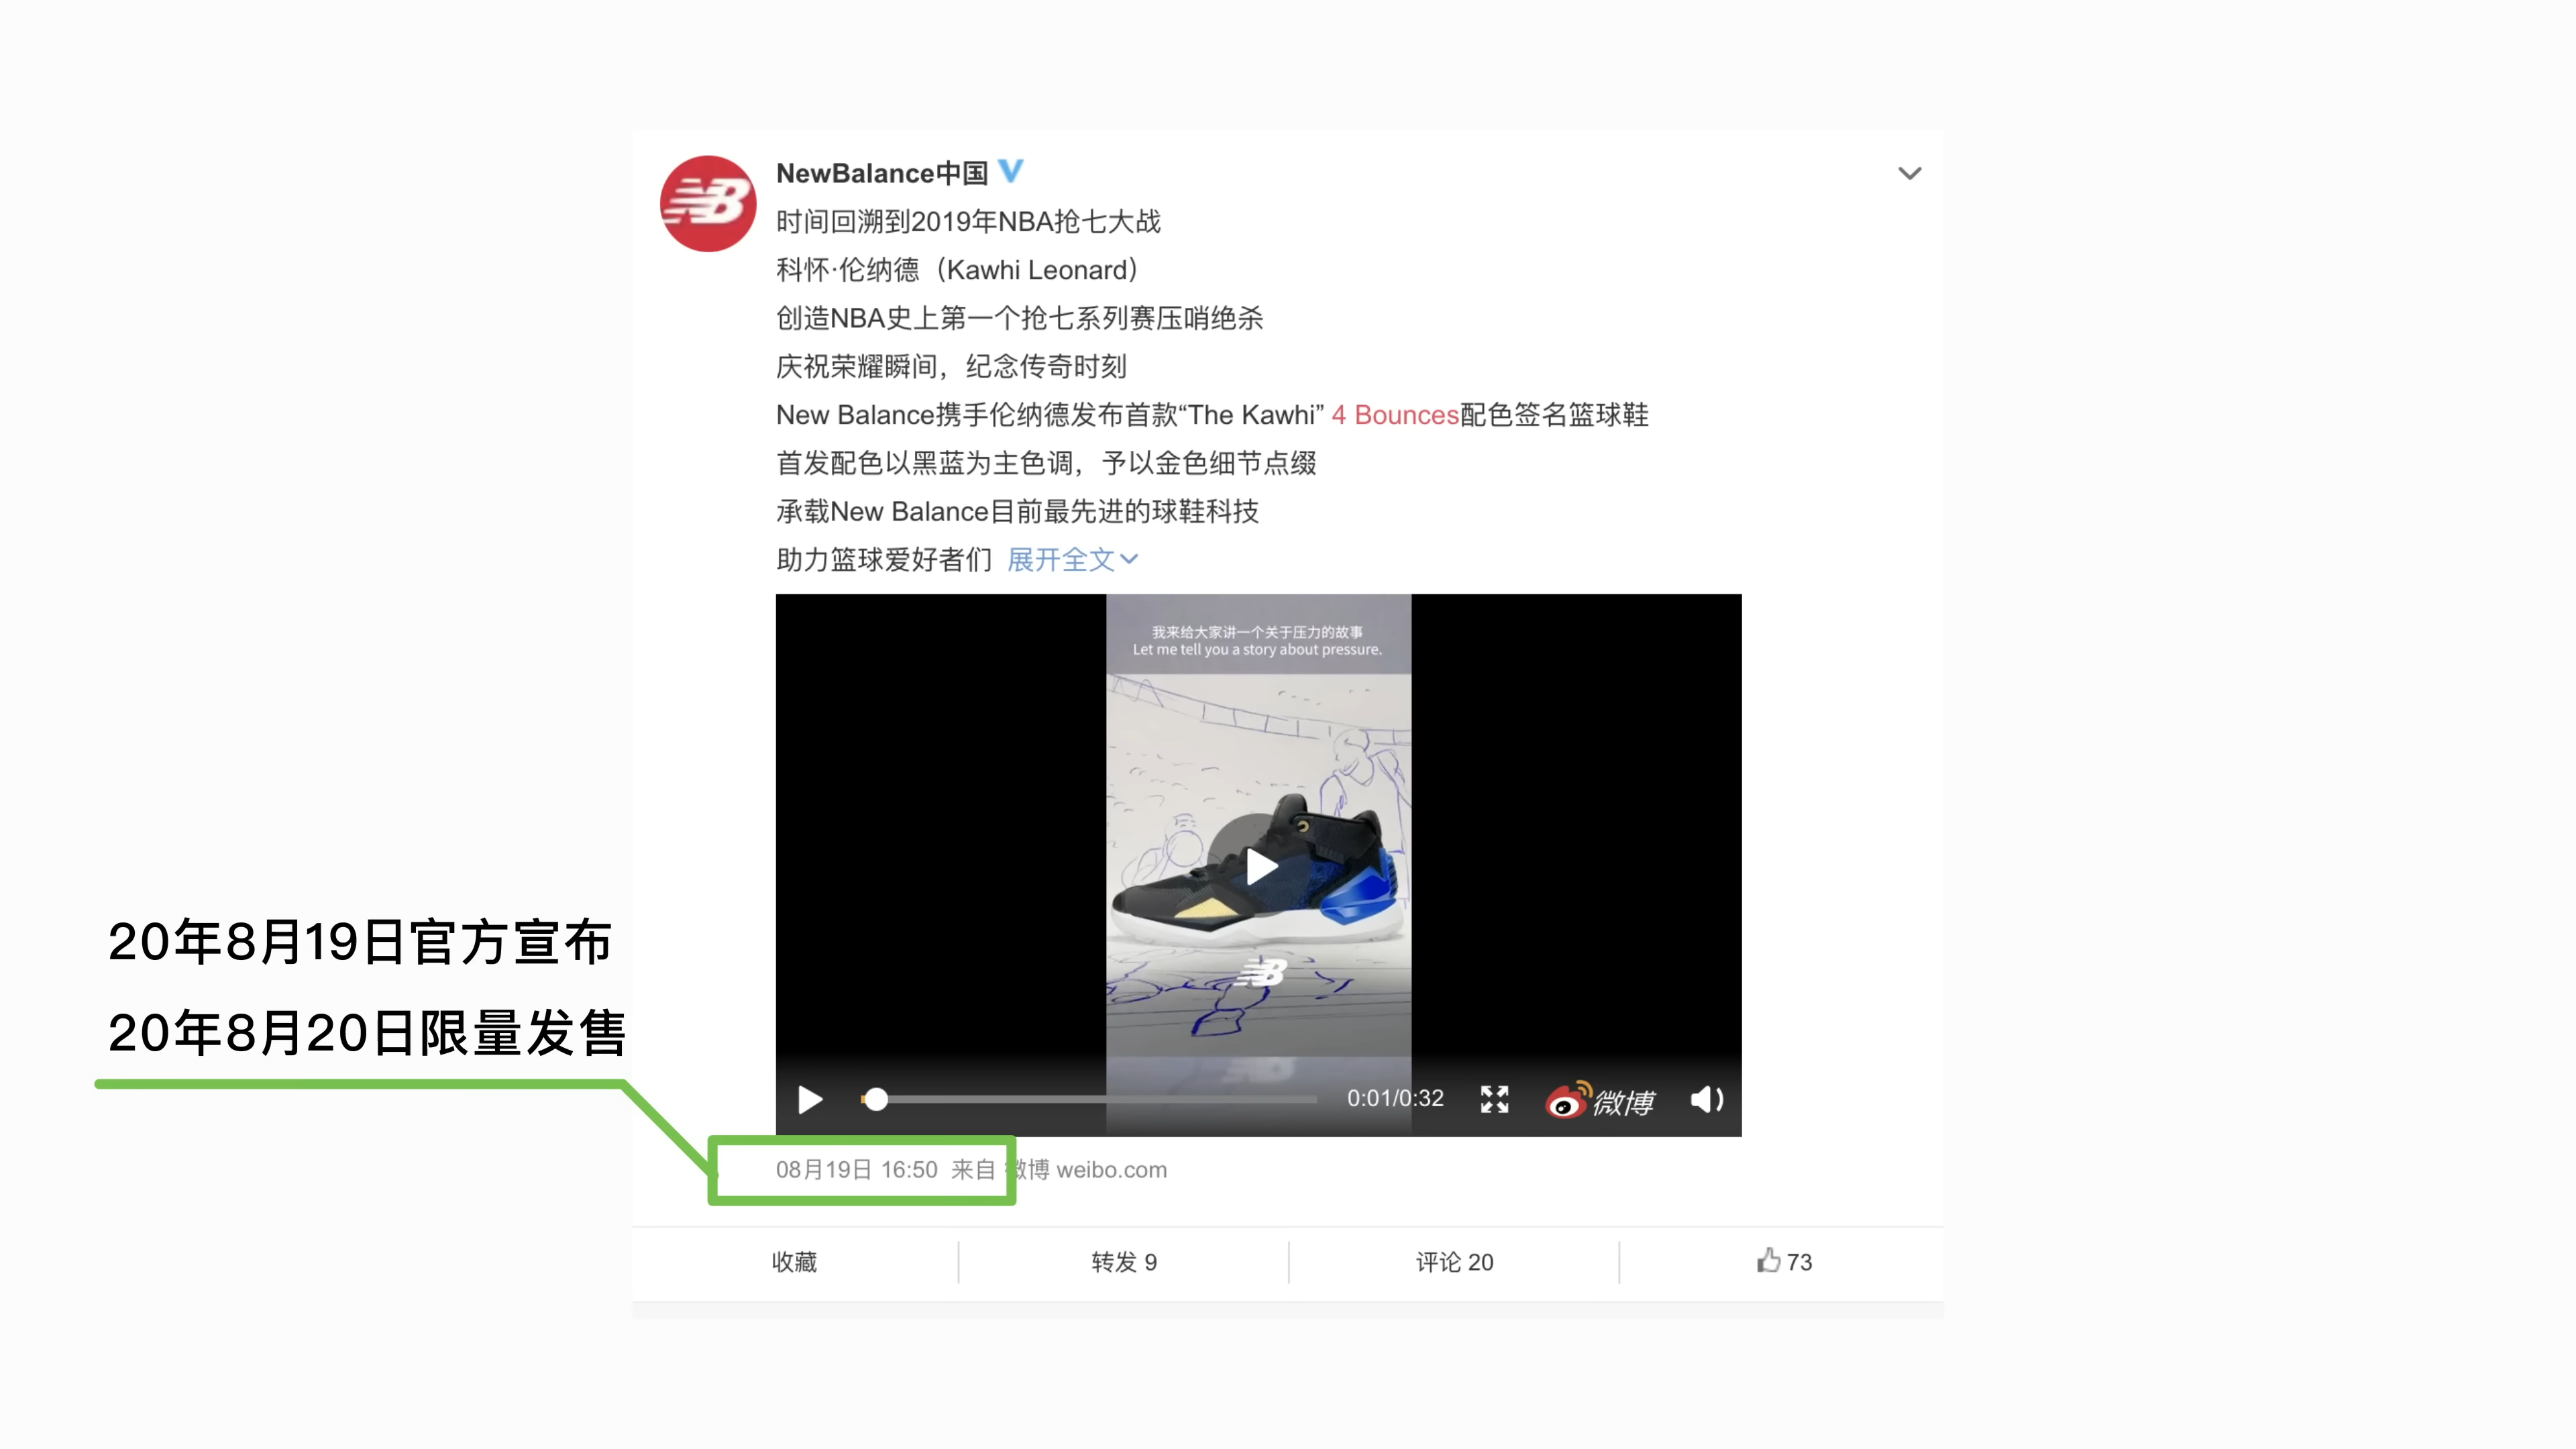 NewBalance中国
时间回溯到2019年NBA抢七大战
科怀·伦纳德（Kawhi Leonard）
创造NBA史上第一个抢七系列赛压哨绝杀
庆祝荣耀瞬间，纪念传奇时刻
New Balance携手伦纳德发布首款“The Kawhi” 4 Bounces配色签名篮球鞋
首发配色以黑蓝为主色调，予以金色细节点缀
承载New Balance目前最先进的球鞋科技
助力篮球爱好者们 展开全文
我来给大家讲一个关于压力的故事
Let me tell you a story about pressure.
20年8月19日官方宣布
20年8月20日限量发售
0:01/0:32
微博
08月19日 16:50 来自 微博 weibo.com
收藏
转发 9
评论 20
73